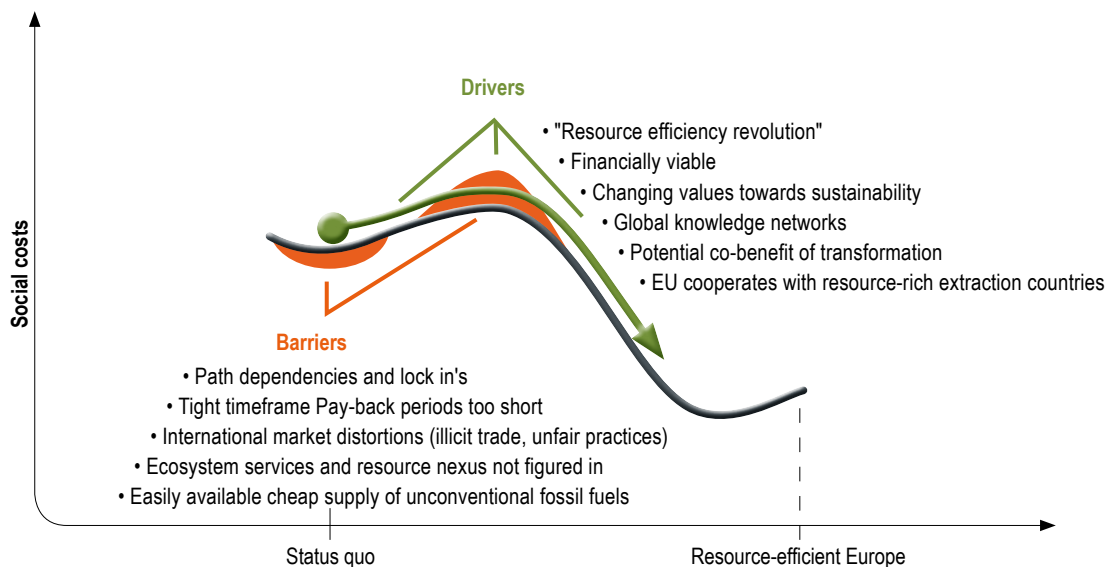 Drivers
• "Resource efficiency revolution"
• Financially viable
• Changing values towards sustainability
• Global knowledge networks
• Potential co-benefit of transformation
• EU cooperates with resource-rich extraction countries
Social costs
Barriers
• Path dependencies and lock in's
• Tight timeframe Pay-back periods too short
• International market distortions (illicit trade, unfair practices)
• Ecosystem services and resource nexus not figured in
• Easily available cheap supply of unconventional fossil fuels
Status quo
Resource-efficient Europe